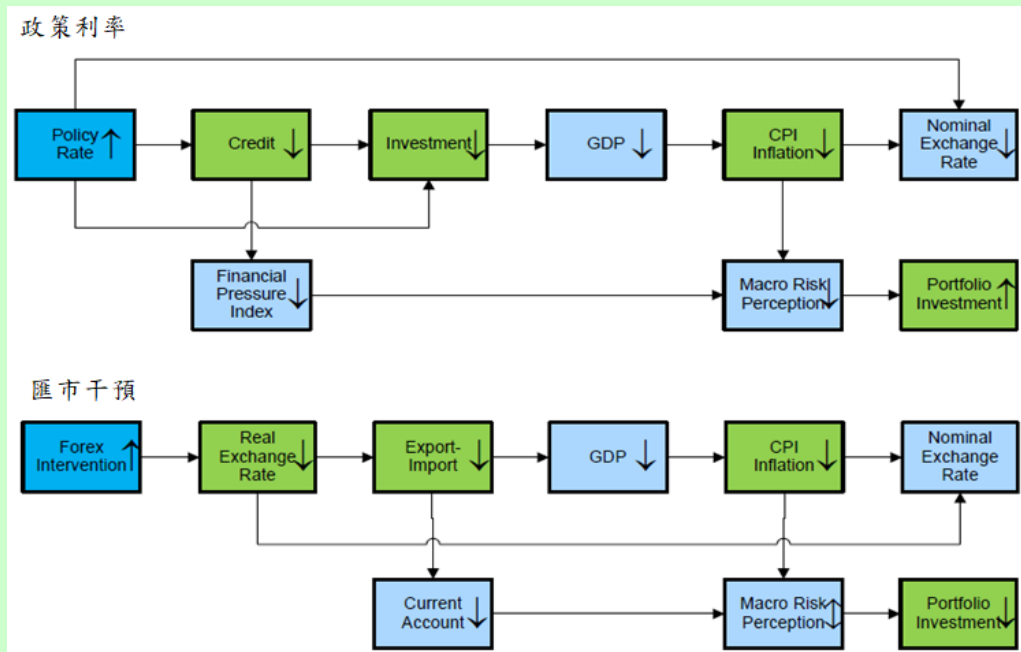 政策利率
Policy
Rate ↑
Credit ↓
Investment ↓
GDP ↓
CPI
Inflation ↓
Nominal
Exchange
Rate ↓
Financial
Pressure
Index ↓
Macro Risk
Perception ↓
Portfolio
Investment ↑
匯市干預
Forex
Intervention ↑
Real
Exchange
Rate ↓
Export-
Import ↓
GDP ↓
CPI
Inflation ↓
Nominal
Exchange
Rate
Current
Account ↓
Macro Risk
Perception ↕
Portfolio
Investment ↓